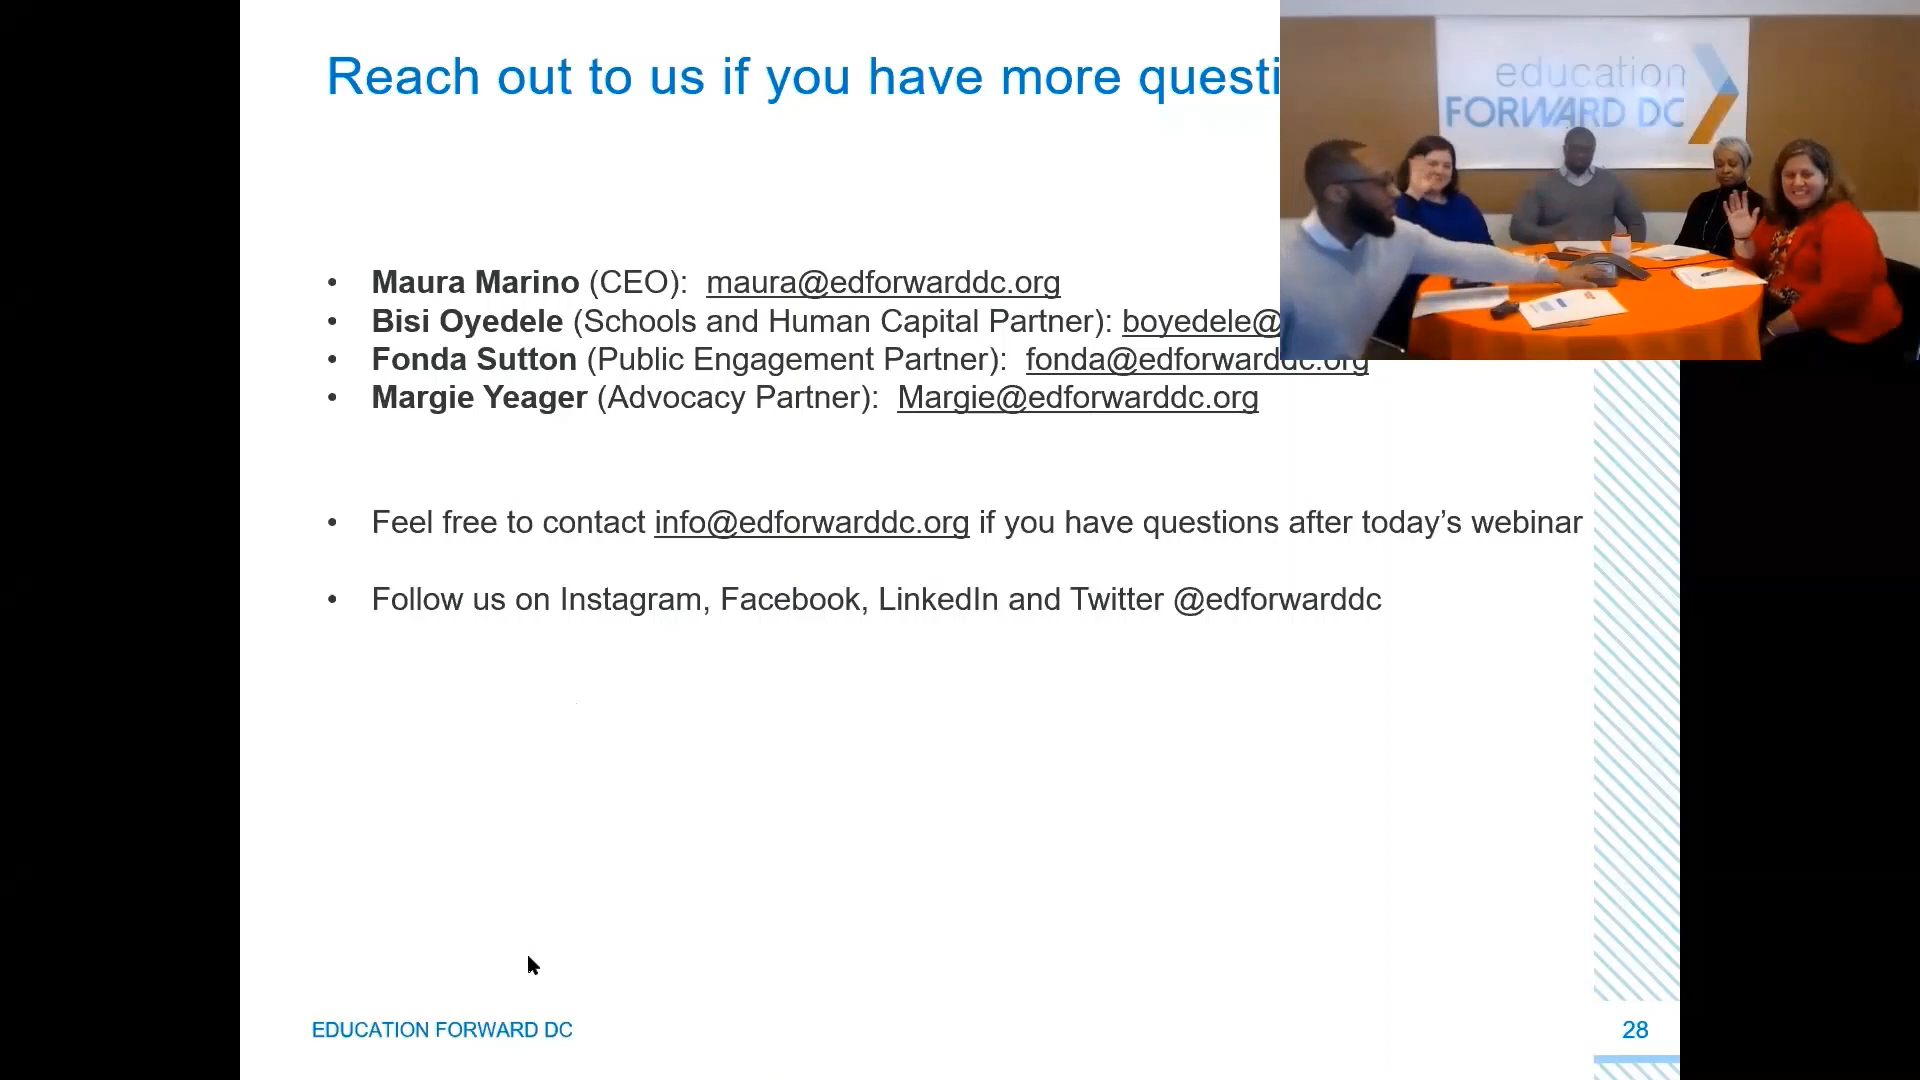 Reach out to us if you have more questi
education
FORWARD DC
• Maura Marino (CEO): maura@edforwarddc.org
• Bisi Oyedele (Schools and Human Capital Partner): boyedele@
• Fonda Sutton (Public Engagement Partner): fonda@edforwarddc.org
• Margie Yeager (Advocacy Partner): Margie@edforwarddc.org
• Feel free to contact info@edforwarddc.org if you have questions after today’s webinar
• Follow us on Instagram, Facebook, LinkedIn and Twitter @edforwarddc
EDUCATION FORWARD DC
28